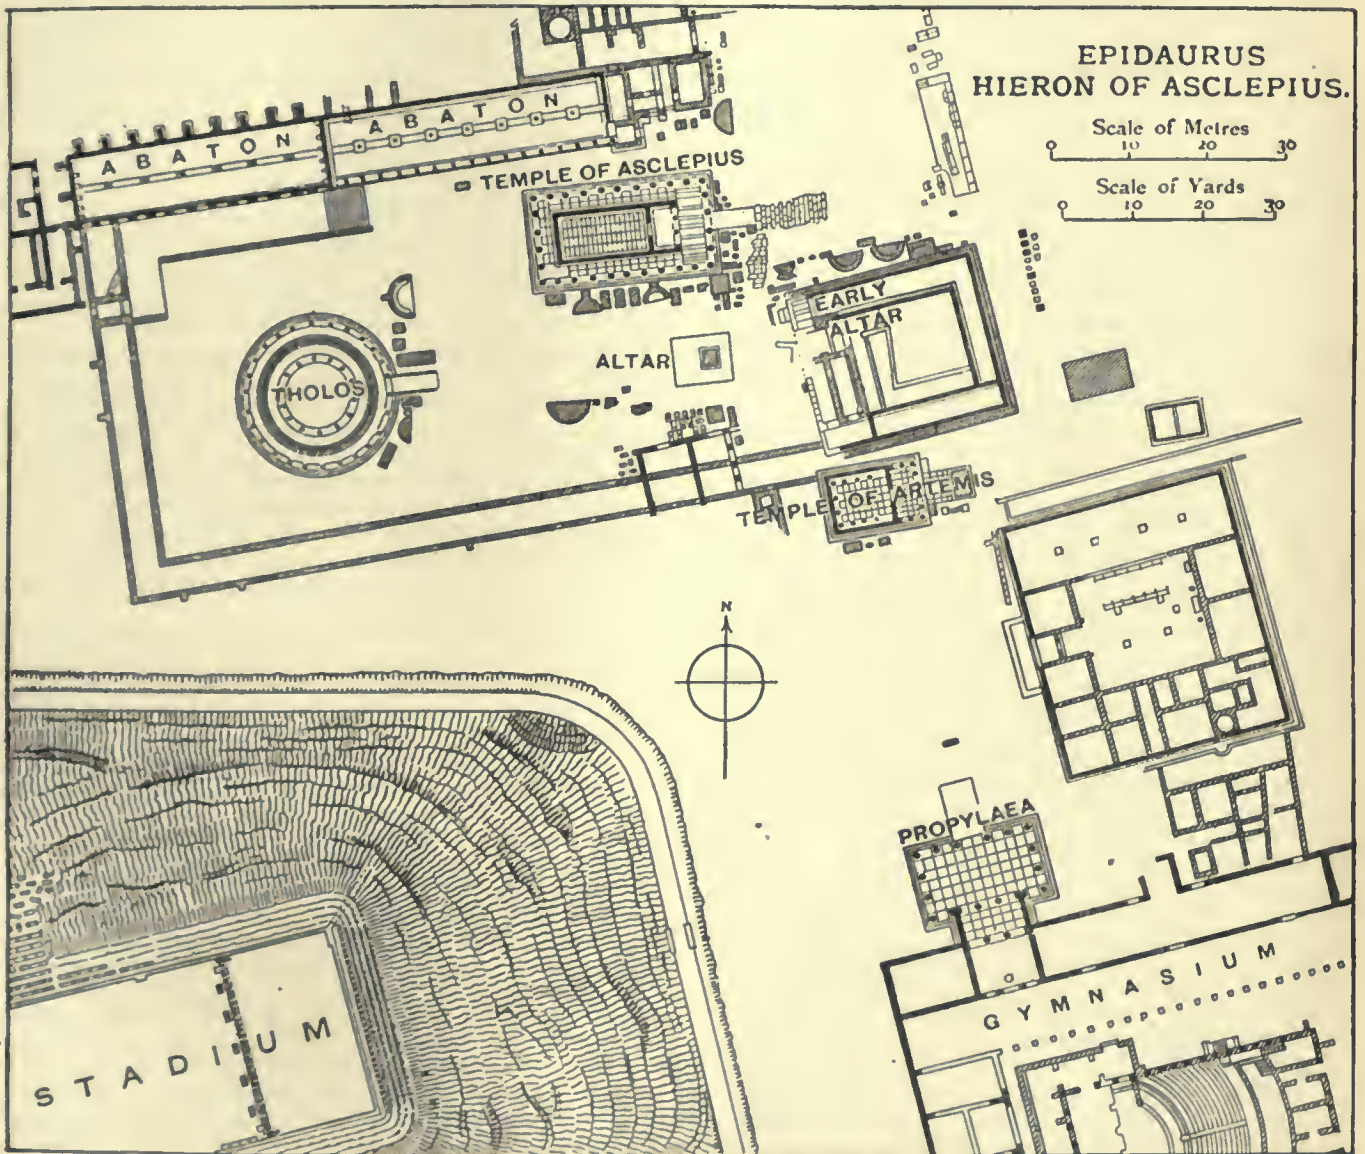 EPIDAURUS
HIERON OF ASCLEPIUS.
Scale of Metres
0 10 20 30
Scale of Yards
0 10 20 30
ABATON
ABATON
TEMPLE OF ASCLEPIUS
EARLY
ALTAR
ALTAR
THOLOS
TEMPLE OF ARTEMIS
N
PROPYLAEA
GYMNASIUM
STADIUM